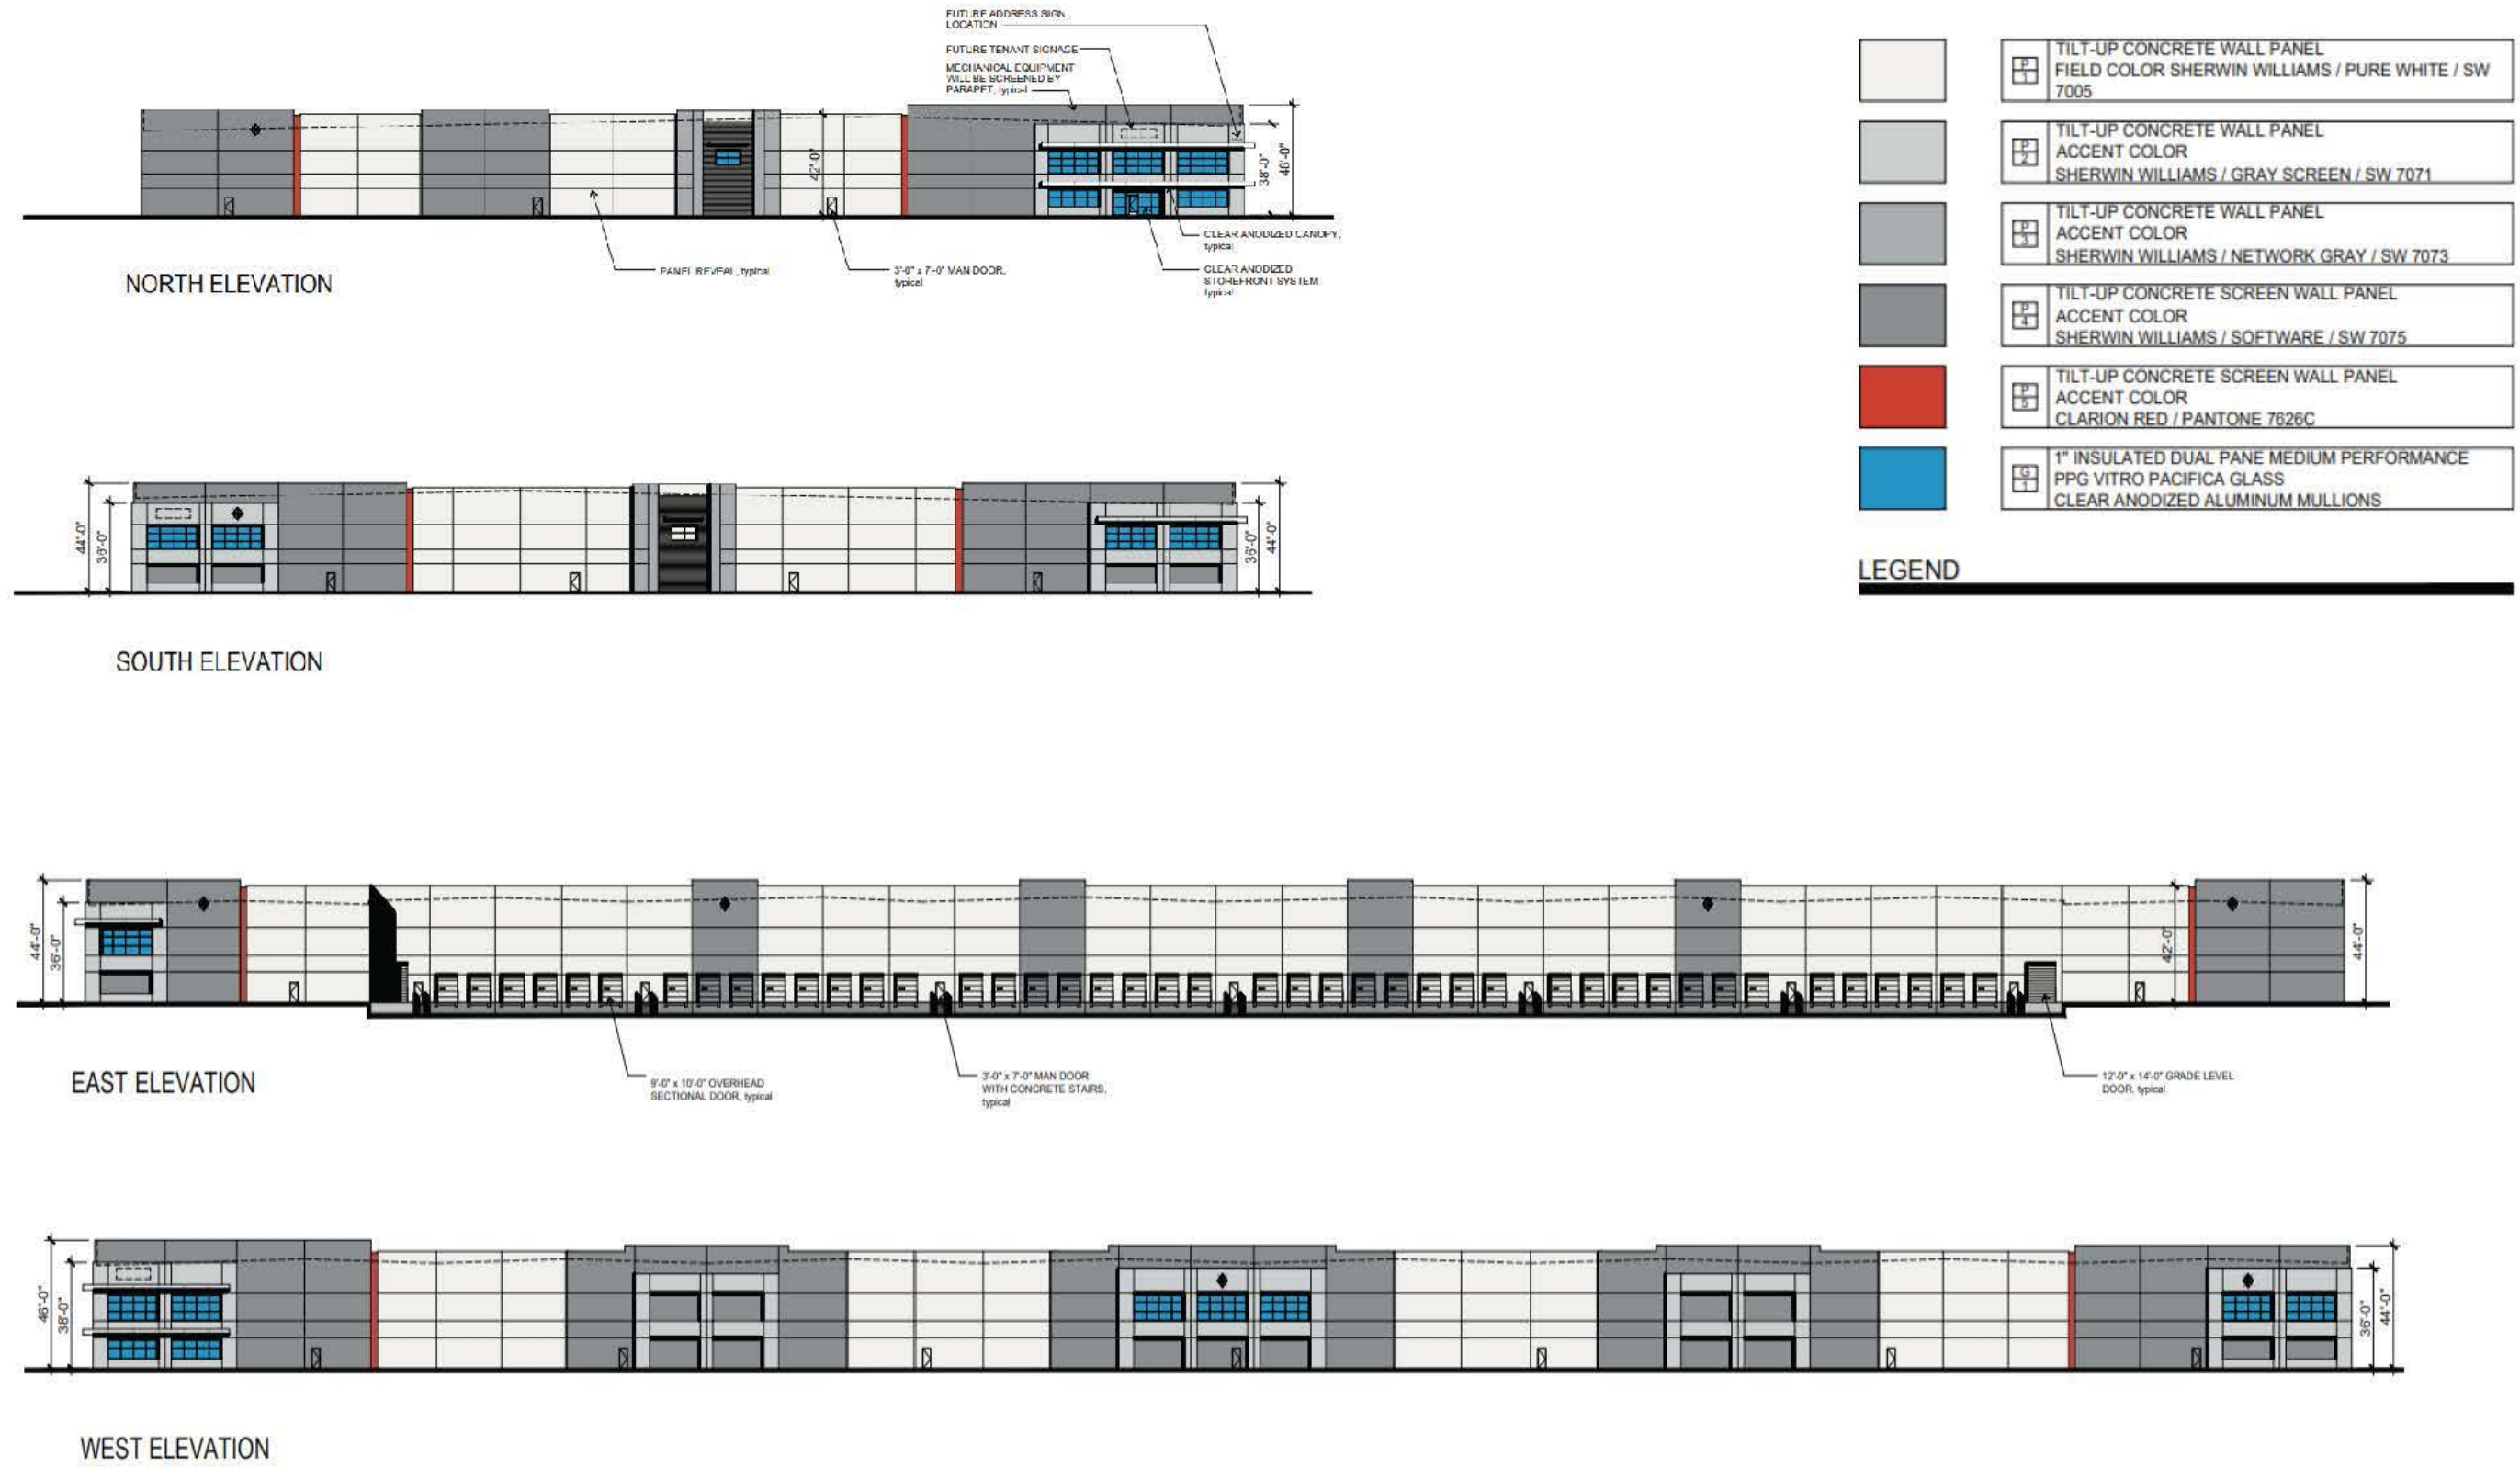 FUTURE ADDRESS SIGN
LOCATION
FUTURE TENANT SIGNAGE
MECHANICAL EQUIPMENT
WILL BE SCREENED BY
PARAPET, typical
42'-0"
38'-0"
46'-0"
CLEAR ANODIZED CANOPY,
typical
PANEL REVEAL, typical
3'-0" x 7'-0" MAN DOOR,
typical
CLEAR ANODIZED
STOREFRONT SYSTEM
typical
NORTH ELEVATION
44'-0"
36'-0"
36'-0"
44'-0"
SOUTH ELEVATION
P
1
TILT-UP CONCRETE WALL PANEL
FIELD COLOR SHERWIN WILLIAMS / PURE WHITE / SW
7005
P
2
TILT-UP CONCRETE WALL PANEL
ACCENT COLOR
SHERWIN WILLIAMS / GRAY SCREEN / SW 7071
P
3
TILT-UP CONCRETE WALL PANEL
ACCENT COLOR
SHERWIN WILLIAMS / NETWORK GRAY / SW 7073
P
4
TILT-UP CONCRETE SCREEN WALL PANEL
ACCENT COLOR
SHERWIN WILLIAMS / SOFTWARE / SW 7075
P
5
TILT-UP CONCRETE SCREEN WALL PANEL
ACCENT COLOR
CLARION RED / PANTONE 7626C
G
1
1" INSULATED DUAL PANE MEDIUM PERFORMANCE
PPG VITRO PACIFICA GLASS
CLEAR ANODIZED ALUMINUM MULLIONS
LEGEND
44'-0"
36'-0"
42'-0"
44'-0"
EAST ELEVATION
9'-0" x 10'-0" OVERHEAD
SECTIONAL DOOR, typical
3'-0" x 7'-0" MAN DOOR
WITH CONCRETE STAIRS,
typical
12'-0" x 14'-0" GRADE LEVEL
DOOR, typical
46'-0"
38'-0"
36'-0"
44'-0"
WEST ELEVATION